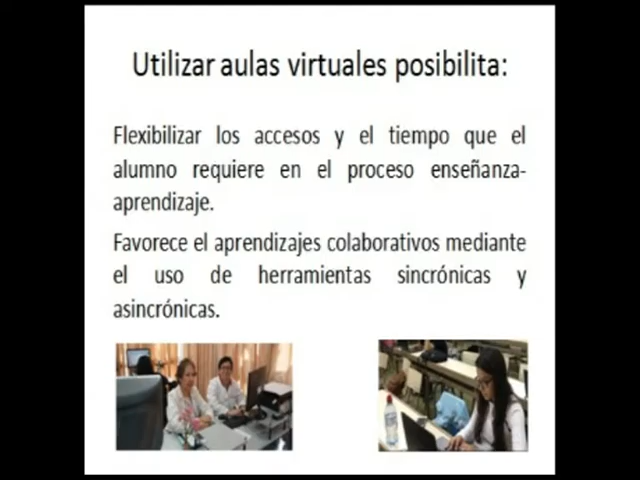 Utilizar aulas virtuales posibilita:
Flexibilizar los accesos y el tiempo que el
alumno requiere en el proceso enseñanza-
aprendizaje.
Favorece el aprendizajes colaborativos mediante
el uso de herramientas sincrónicas y
asincrónicas.